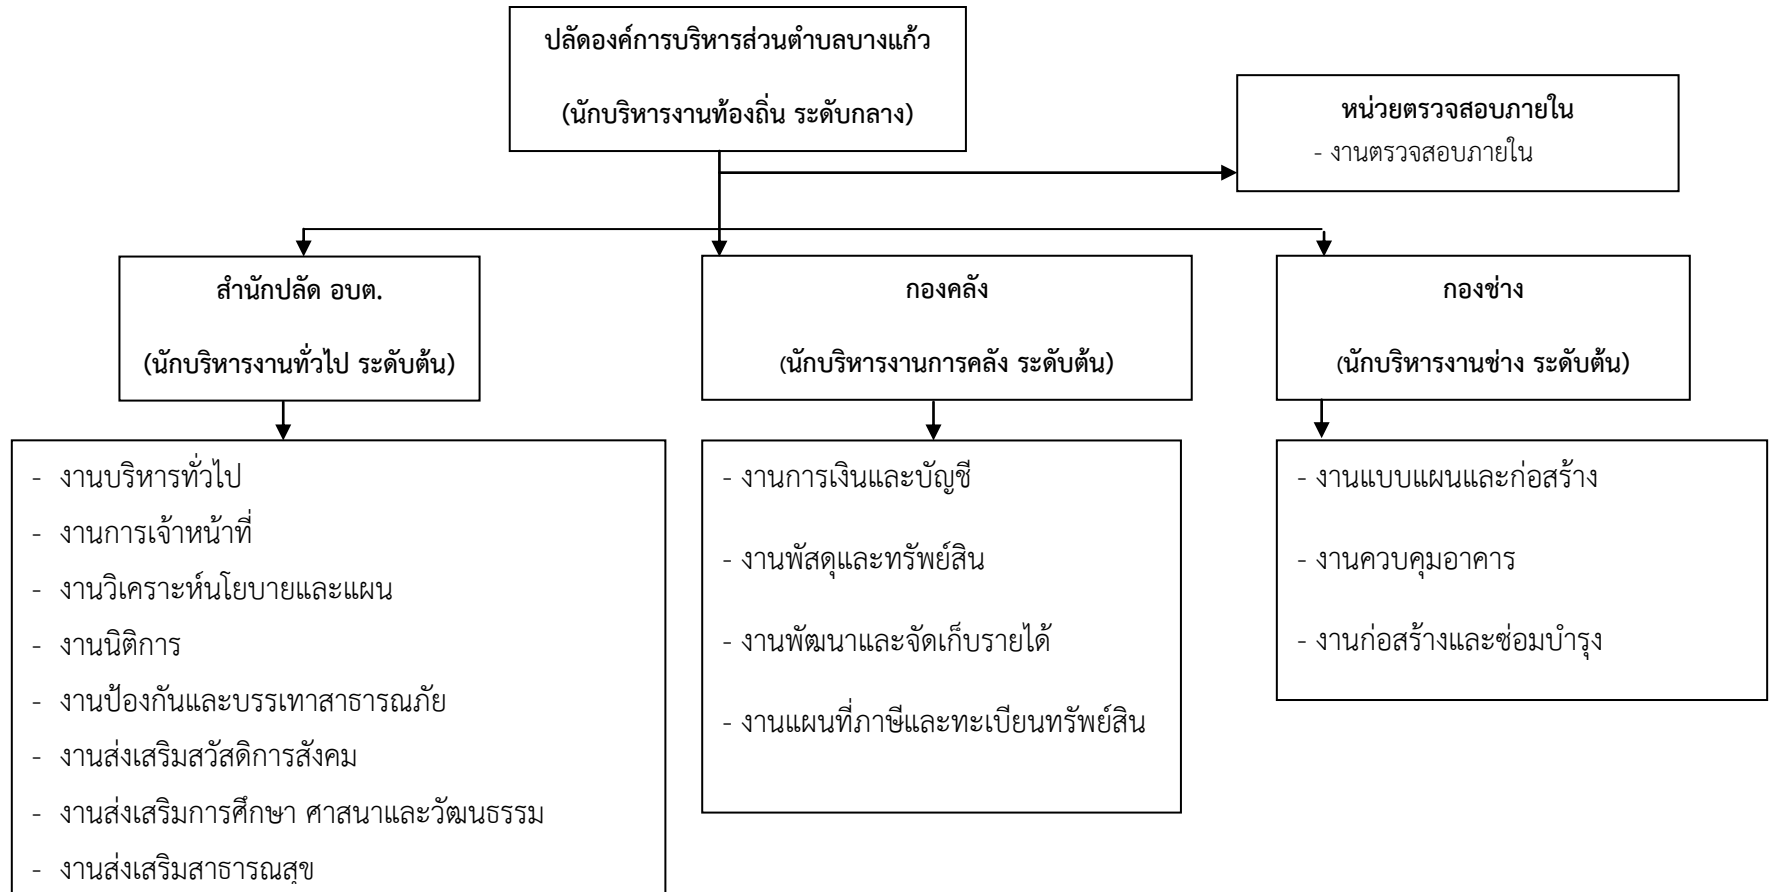 ปลัดองค์การบริหารส่วนตำบลบางแก้ว
(นักบริหารงานท้องถิ่น ระดับกลาง)
หน่วยตรวจสอบภายใน
- งานตรวจสอบภายใน
สำนักปลัด อบต.
(นักบริหารงานทั่วไป ระดับต้น)
กองคลัง
(นักบริหารงานการคลัง ระดับต้น)
กองช่าง
(นักบริหารงานช่าง ระดับต้น)
- งานบริหารทั่วไป
- งานการเจ้าหน้าที่
- งานวิเคราะห์นโยบายและแผน
- งานนิติการ
- งานป้องกันและบรรเทาสาธารณภัย
- งานส่งเสริมสวัสดิการสังคม
- งานส่งเสริมการศึกษา ศาสนาและวัฒนธรรม
- งานส่งเสริมสาธารณสุข
- งานการเงินและบัญชี
- งานพัสดุและทรัพย์สิน
- งานพัฒนาและจัดเก็บรายได้
- งานแผนที่ภาษีและทะเบียนทรัพย์สิน
- งานแบบแผนและก่อสร้าง
- งานควบคุมอาคาร
- งานก่อสร้างและซ่อมบำรุง